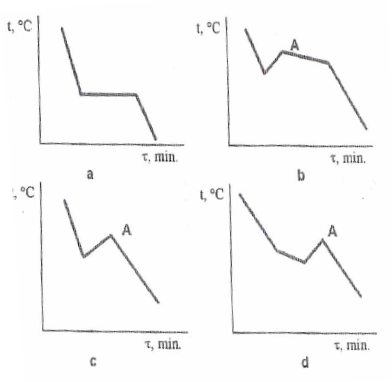 t, °C
τ, min.
a
t, °C
A
τ, min.
b
, °C
A
τ, min.
c
t, °C
A
τ, min.
d